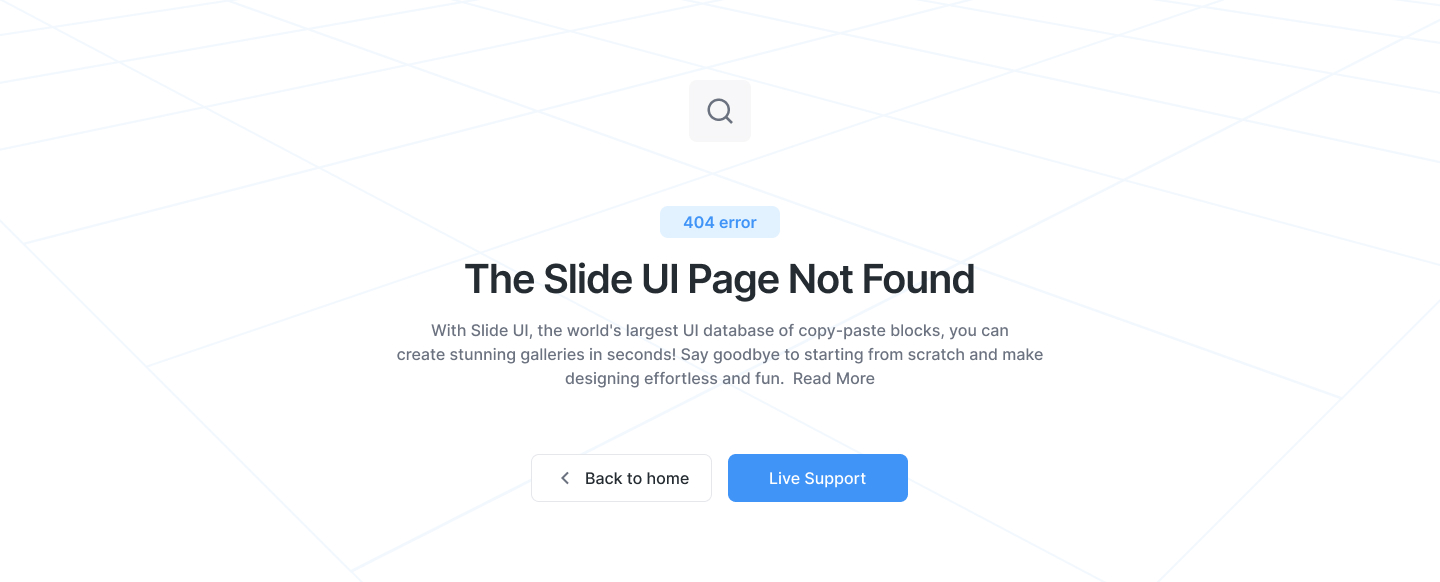 404 error
The Slide UI Page Not Found
With Slide UI, the world's largest UI database of copy-paste blocks, you can
create stunning galleries in seconds! Say goodbye to starting from scratch and make
designing effortless and fun.  Read More
Back to home
Live Support